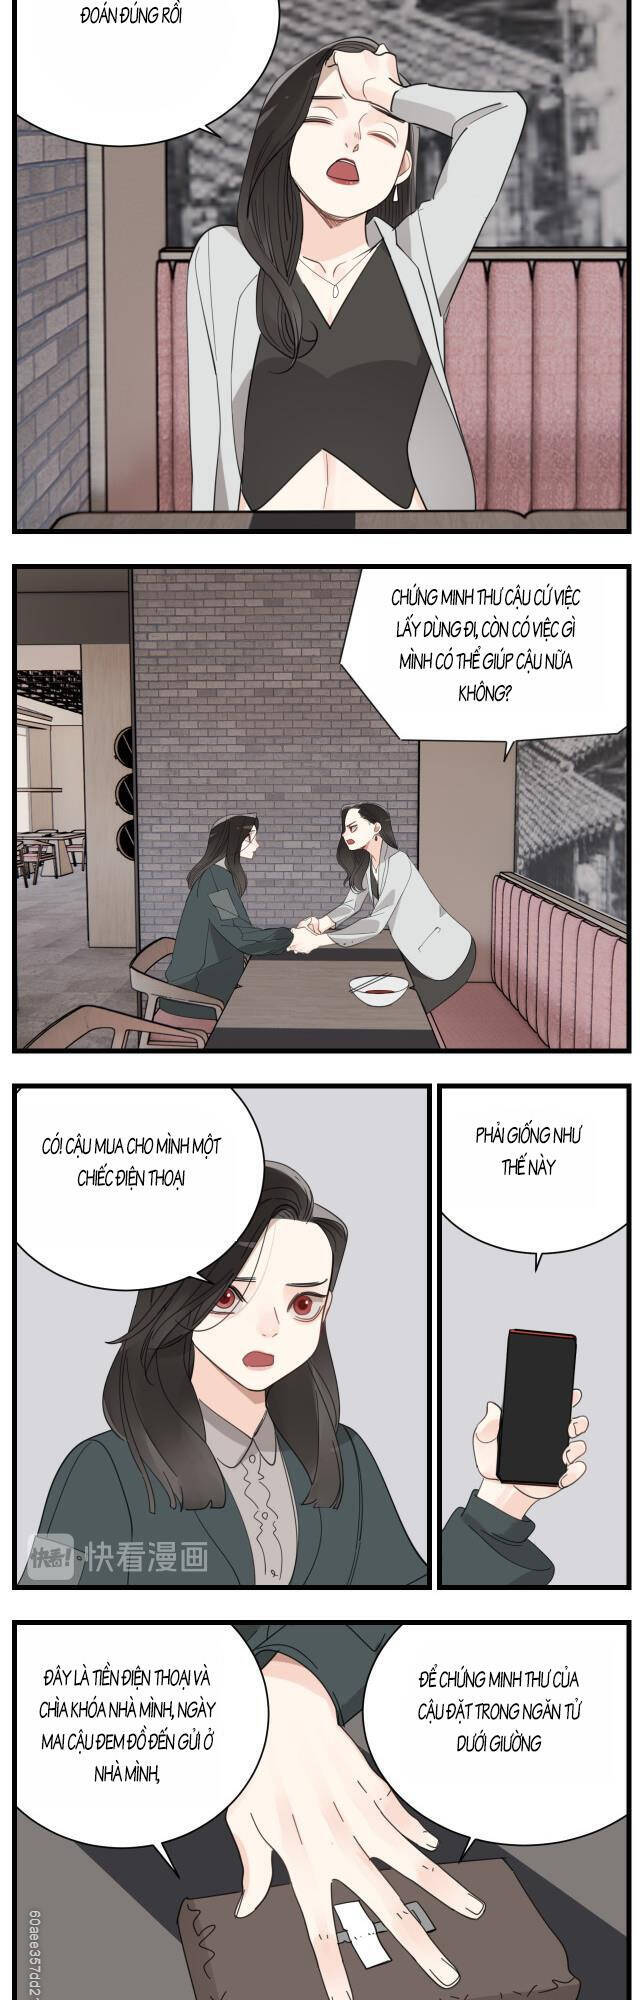 ĐOÁN ĐÚNG RỒI
CHỨNG MINH THƯ CẬU CỨ VIỆC
LẤY DÙNG ĐI, CÒN CÓ VIỆC GÌ
MÌNH CÓ THỂ GIÚP CẬU NỮA
KHÔNG?
CÓ! CẬU MUA CHO MÌNH MỘT
CHIẾC ĐIỆN THOẠI
PHẢI GIỐNG NHƯ
THẾ NÀY
快看! 快看漫画
ĐÂY LÀ TIỀN ĐIỆN THOẠI VÀ
CHÌA KHÓA NHÀ MÌNH, NGÀY
MAI CẬU ĐEM ĐỒ ĐẾN GỬI Ở
NHÀ MÌNH,
ĐỂ CHỨNG MINH THƯ CỦA
CẬU ĐẶT TRONG NGĂN TỬ
DƯỚI GIƯỜNG